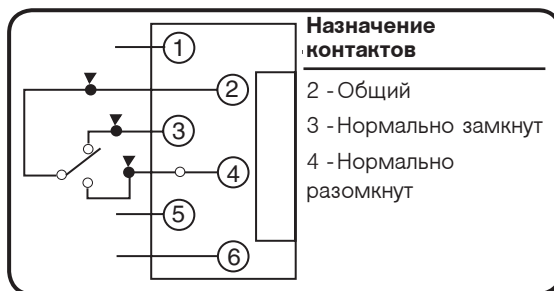 Назначение
контактов
1
2
3
4
5
6
2 - Общий
3 - Нормально замкнут
4 - Нормально
разомкнут